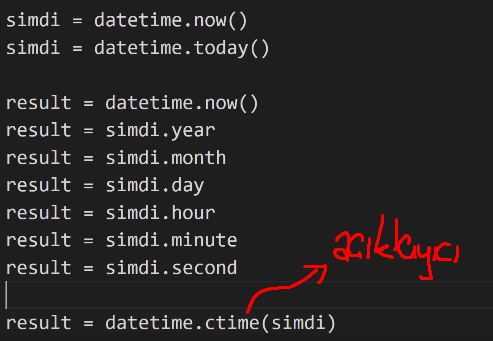 simdi = datetime.now()
simdi = datetime.today()
result = datetime.now()
result = simdi.year
result = simdi.month
result = simdi.day
result = simdi.hour
result = simdi.minute
result = simdi.second
açıklayıcı
result = datetime.ctime(simdi)